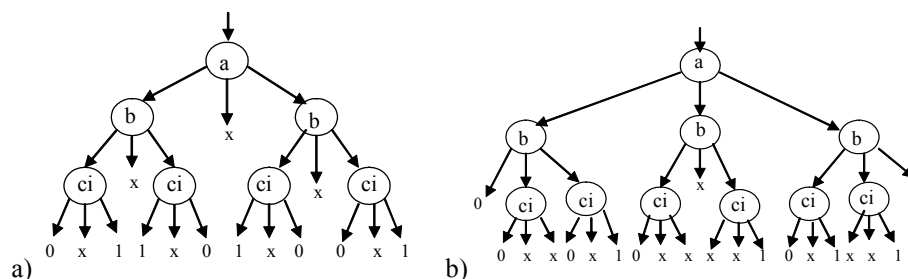 a
b x b
ci x ci ci x ci
0 x 1 1 x 0 1 x 0 0 x 1
a)
a
b b b
0 ci ci ci x ci ci ci
0 x x 0 x 1 0 x x x x 1 0 x 1 x x 1
b)